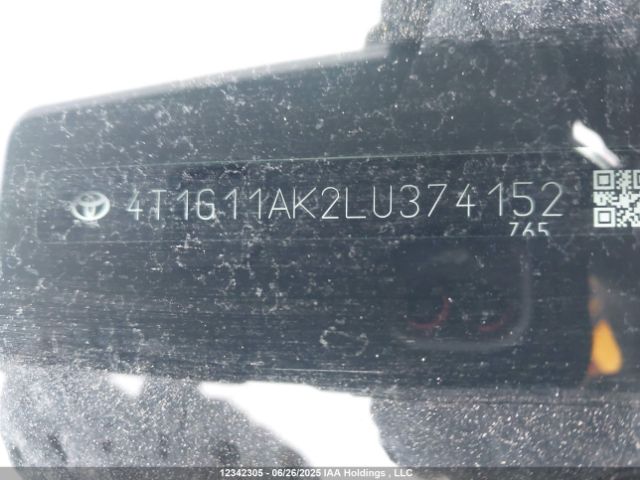 4T1G11AK2LU374152
765
12342305 - 06/26/2025 IAA Holdings , LLC